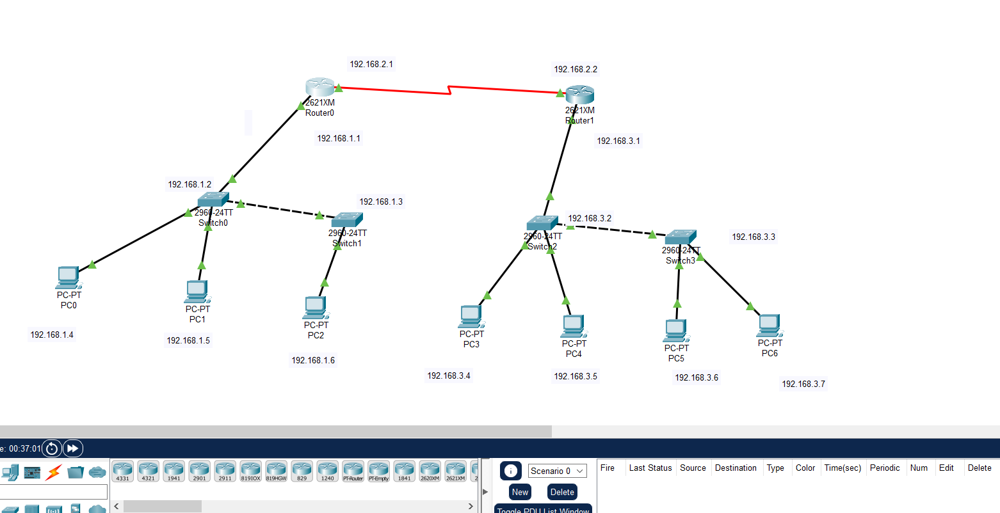 192.168.2.1
192.168.2.2
2621XM
Router0
2621XM
Router1
192.168.1.1
192.168.3.1
192.168.1.2
192.168.1.3
2960-24TT
Switch0
2960-24TT
Switch1
192.168.3.2
2960-24TT
Switch2
192.168.3.3
2960-24TT
Switch3
PC-PT
PC0
PC-PT
PC1
PC-PT
PC2
PC-PT
PC3
PC-PT
PC4
PC-PT
PC5
PC-PT
PC6
192.168.1.4
192.168.1.5
192.168.1.6
192.168.3.4
192.168.3.5
192.168.3.6
192.168.3.7
e: 00:37:01
4331 4321 1941 2901 2911 819IOX 819HGW 829 1240 PT-Router PT-Empty 1841 2620XM 2621XM 2
Scenario 0
New Delete
Toggle PDU List Window
Fire Last Status Source Destination Type Color Time(sec) Periodic Num Edit Delete